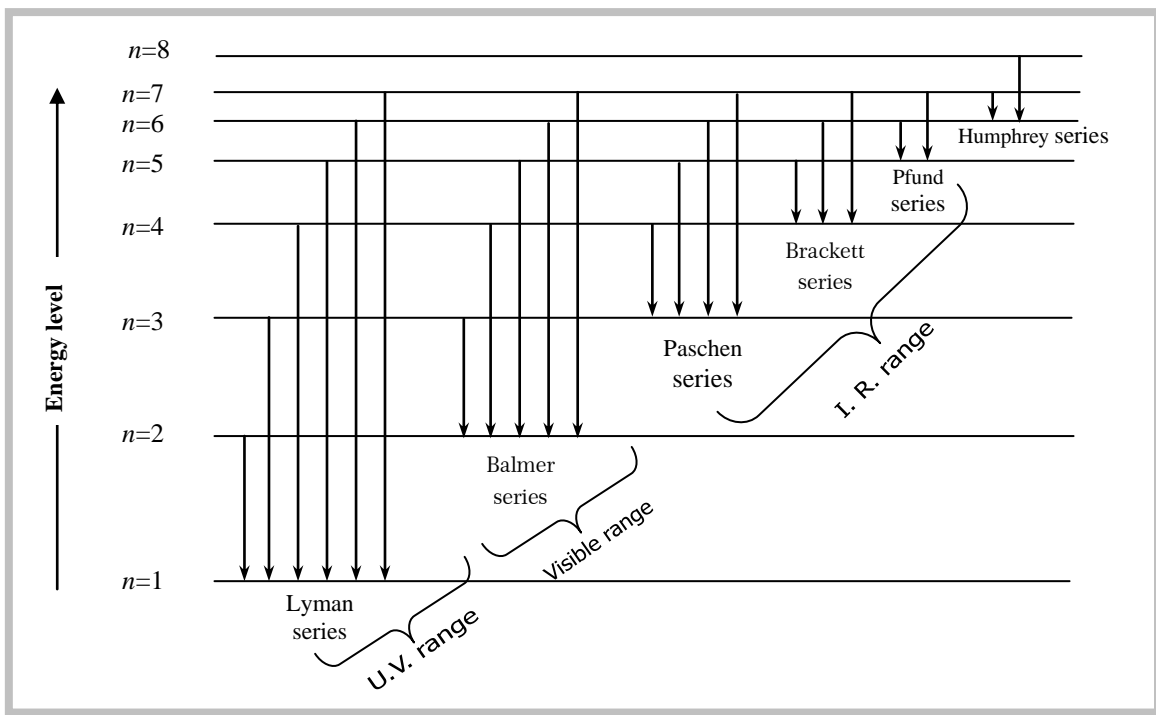 n=8
n=7
n=6
Humphrey series
n=5
Pfund
series
n=4
Brackett
series
Energy level
n=3
Paschen
series
I. R. range
n=2
Balmer
series
Visible range
n=1
Lyman
series
U.V. range